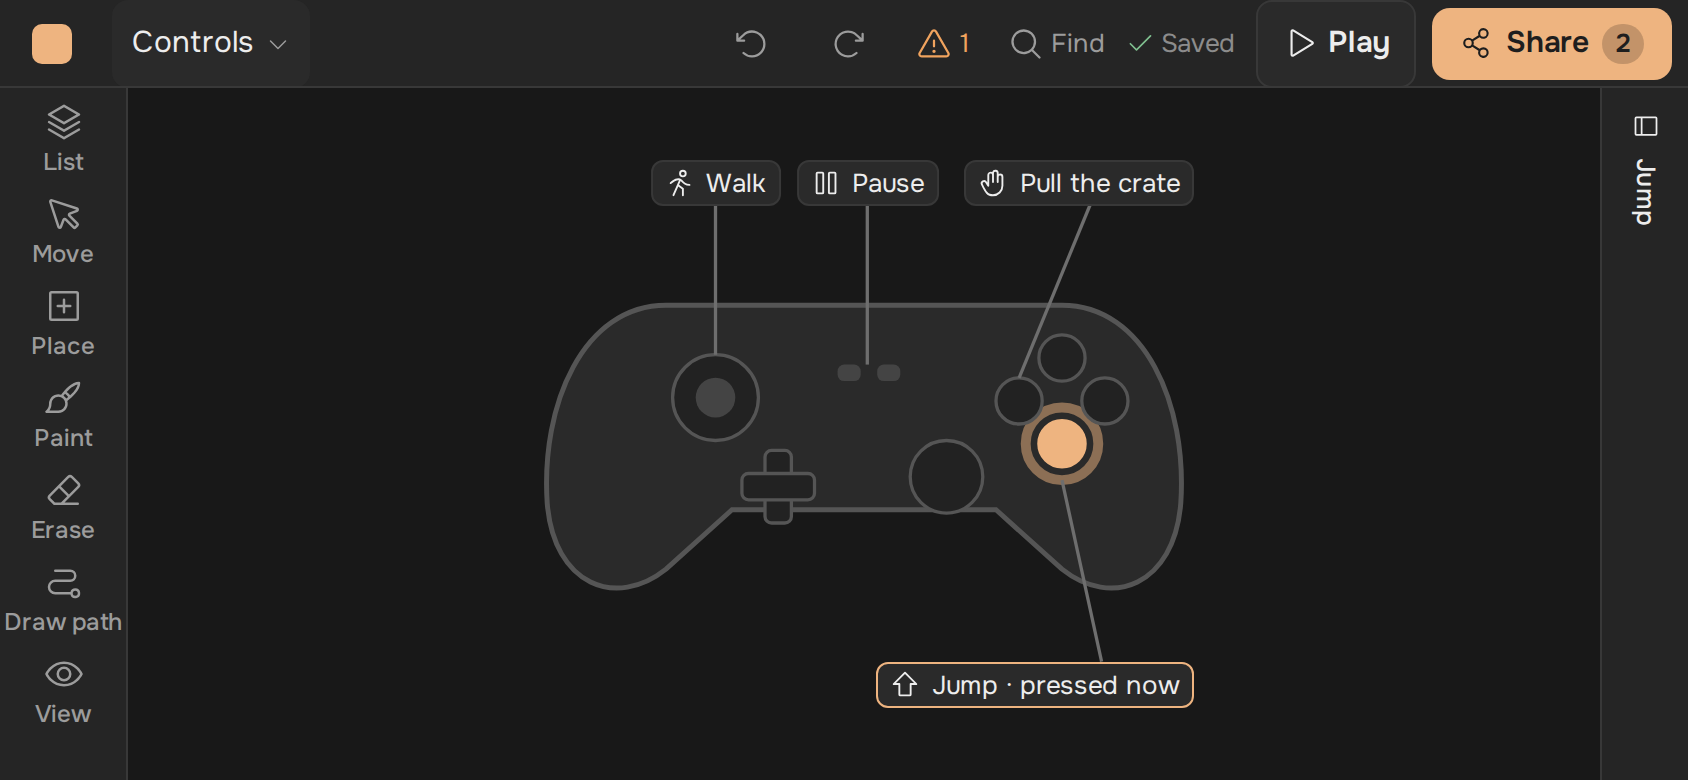 Controls
1
Find
Saved
Play
Share 2
List
Move
Place
Paint
Erase
Draw path
View
Walk
Pause
Pull the crate
Jump · pressed now
Jump